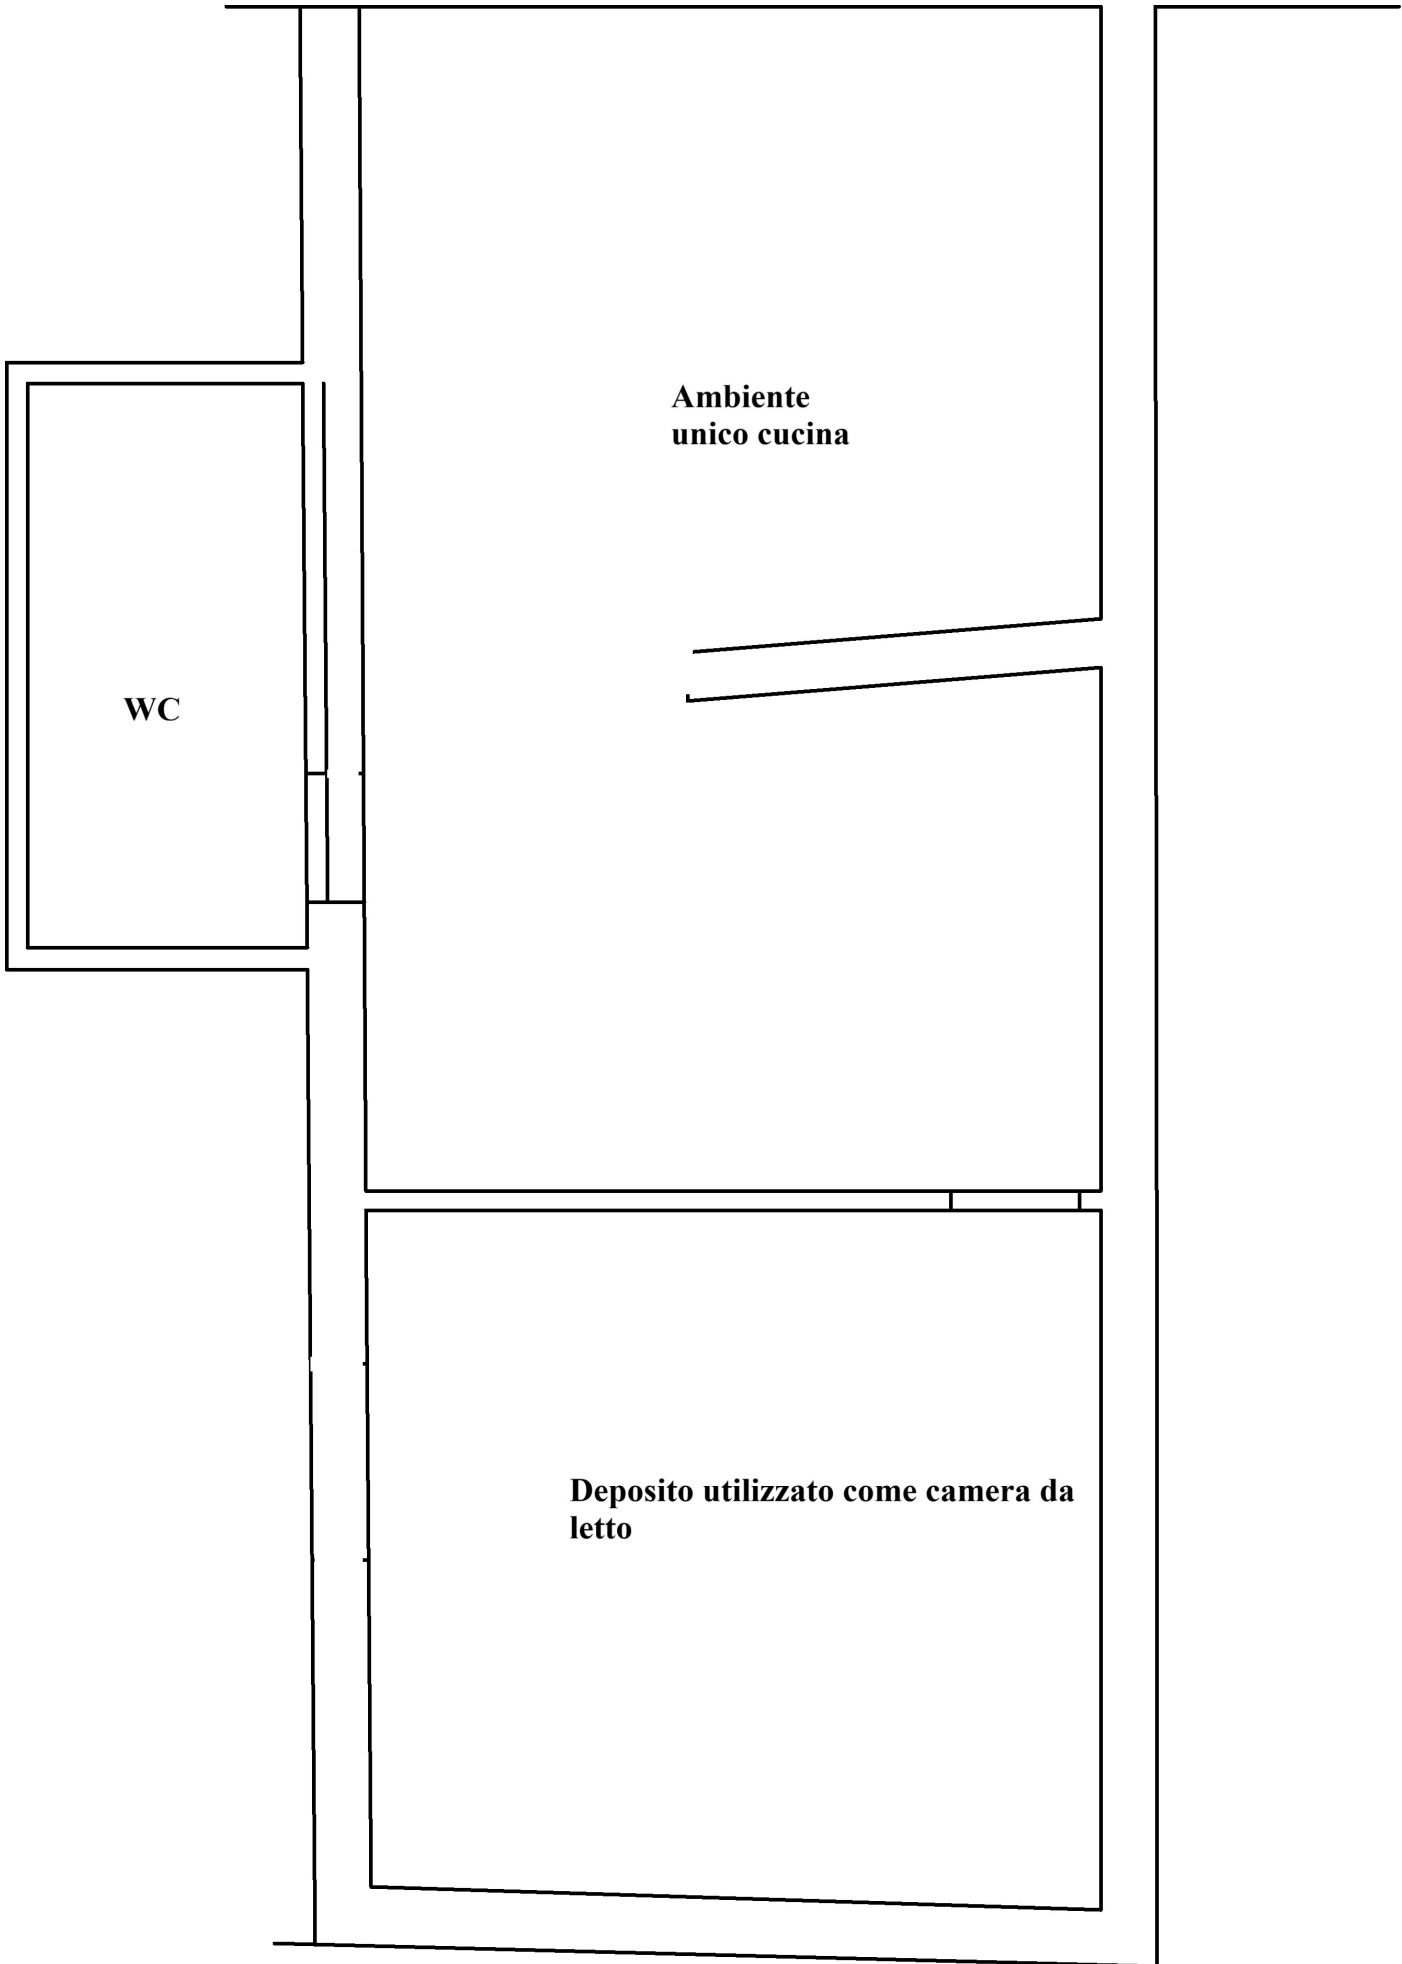 Ambiente
unico cucina
WC
Deposito utilizzato come camera da
letto